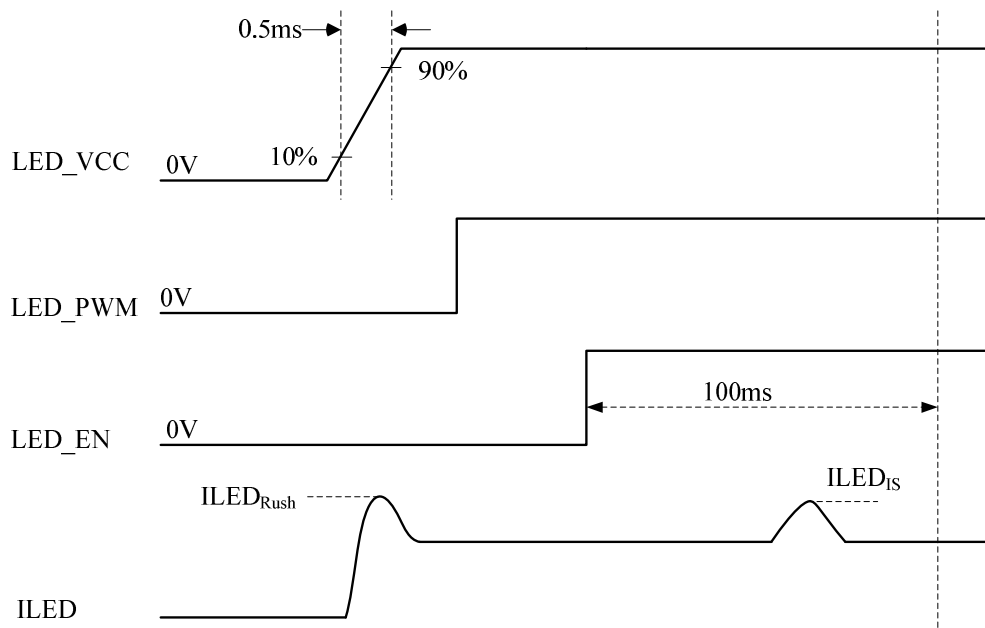 0.5ms
90%
10%
LED_VCC 0V
LED_PWM 0V
100ms
LED_EN 0V
ILEDRush
ILEDIS
ILED